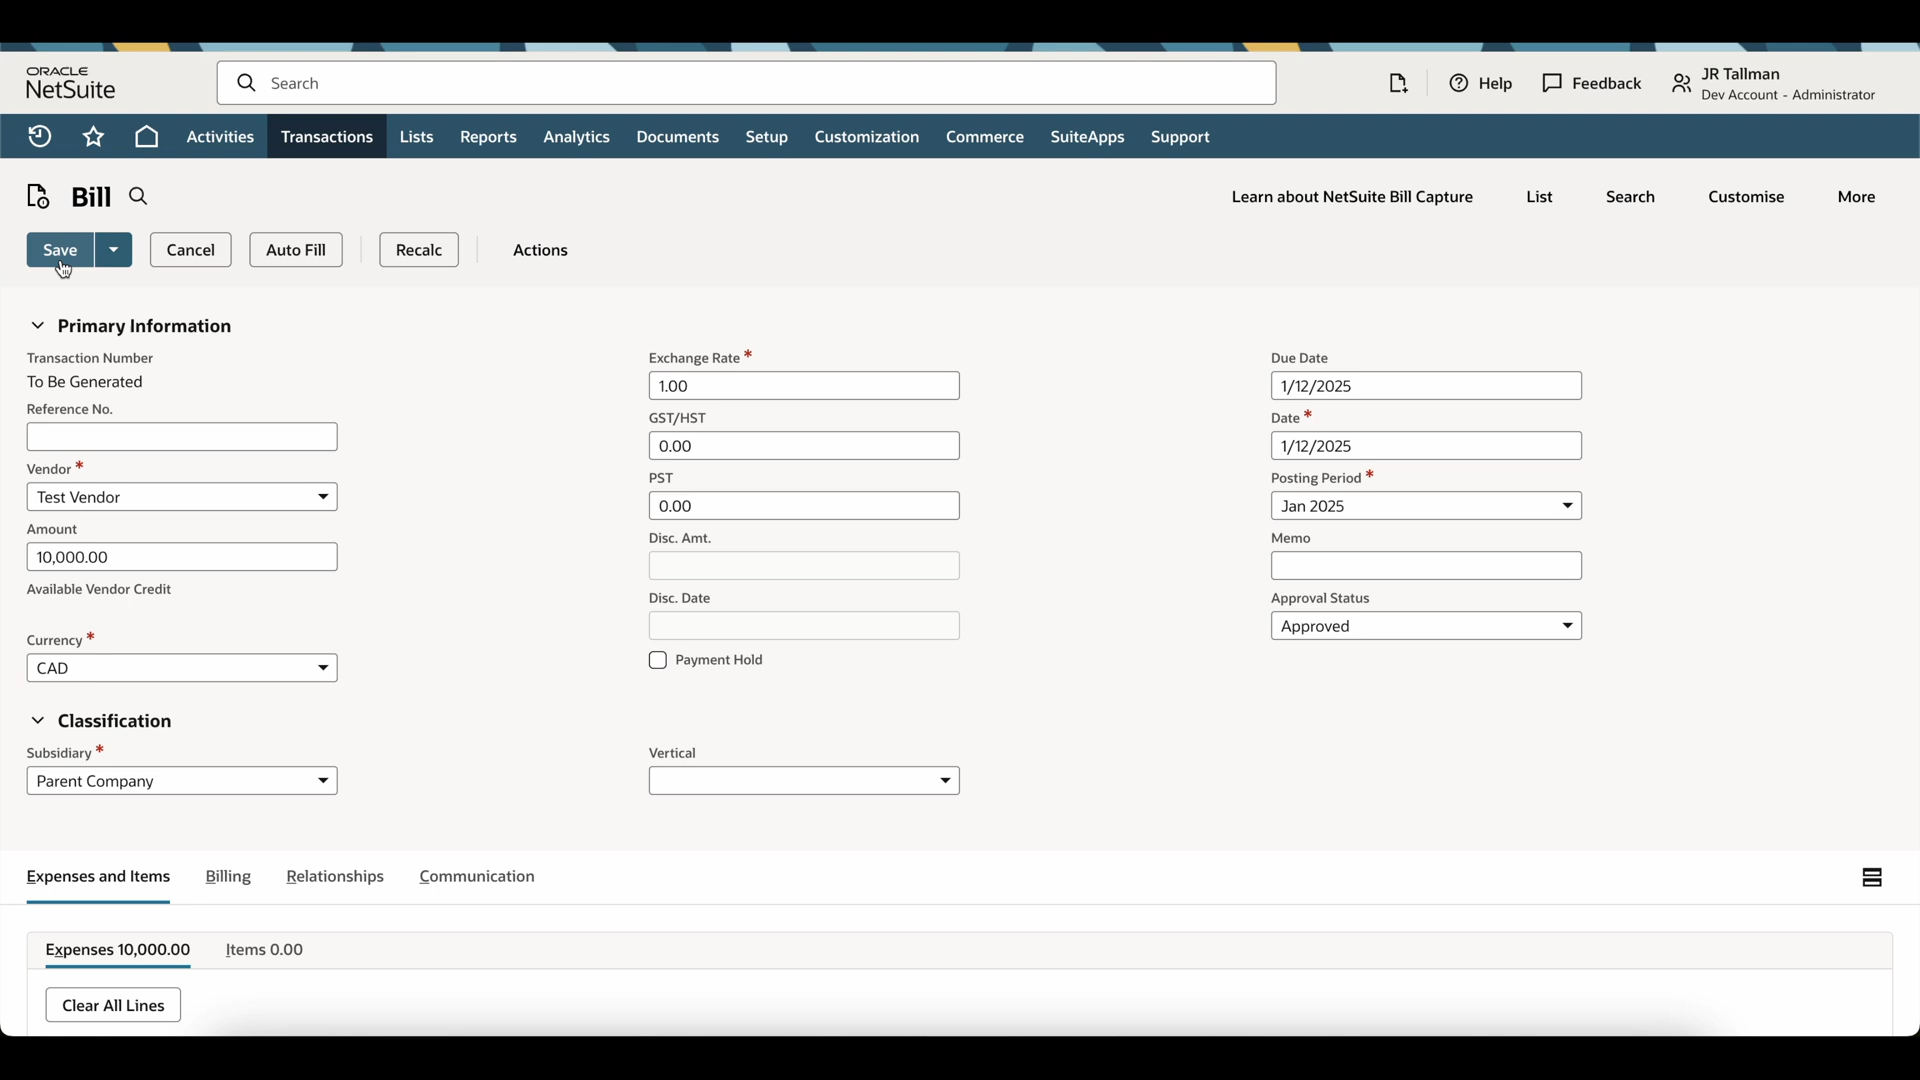 ORACLE
NetSuite
Search
Help
Feedback
JR Tallman
Dev Account - Administrator
Activities
Transactions
Lists
Reports
Analytics
Documents
Setup
Customization
Commerce
SuiteApps
Support
Bill
Learn about NetSuite Bill Capture
List
Search
Customise
More
Save
Cancel
Auto Fill
Recalc
Actions
Primary Information
Transaction Number
To Be Generated
Reference No.
Vendor *
Test Vendor
Amount
10,000.00
Available Vendor Credit
Currency *
CAD
Exchange Rate *
1.00
GST/HST
0.00
PST
0.00
Disc. Amt.
Disc. Date
Payment Hold
Due Date
1/12/2025
Date *
1/12/2025
Posting Period *
Jan 2025
Memo
Approval Status
Approved
Classification
Subsidiary *
Parent Company
Vertical
Expenses and Items
Billing
Relationships
Communication
Expenses 10,000.00
Items 0.00
Clear All Lines